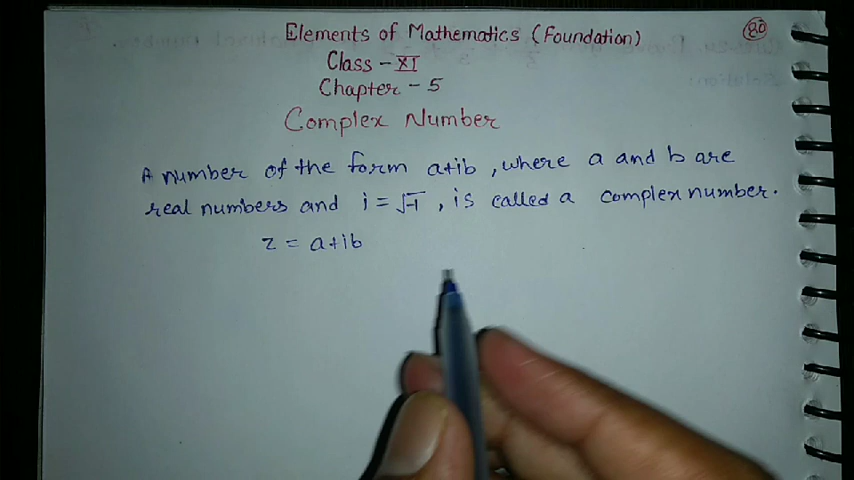 Elements of Mathematics (Foundation)
80
Class - XI
Chapter - 5
Complex Number
A number of the form a+ib, where a and b are
real numbers and i = √-1, is called a complex number.
z = a+ib